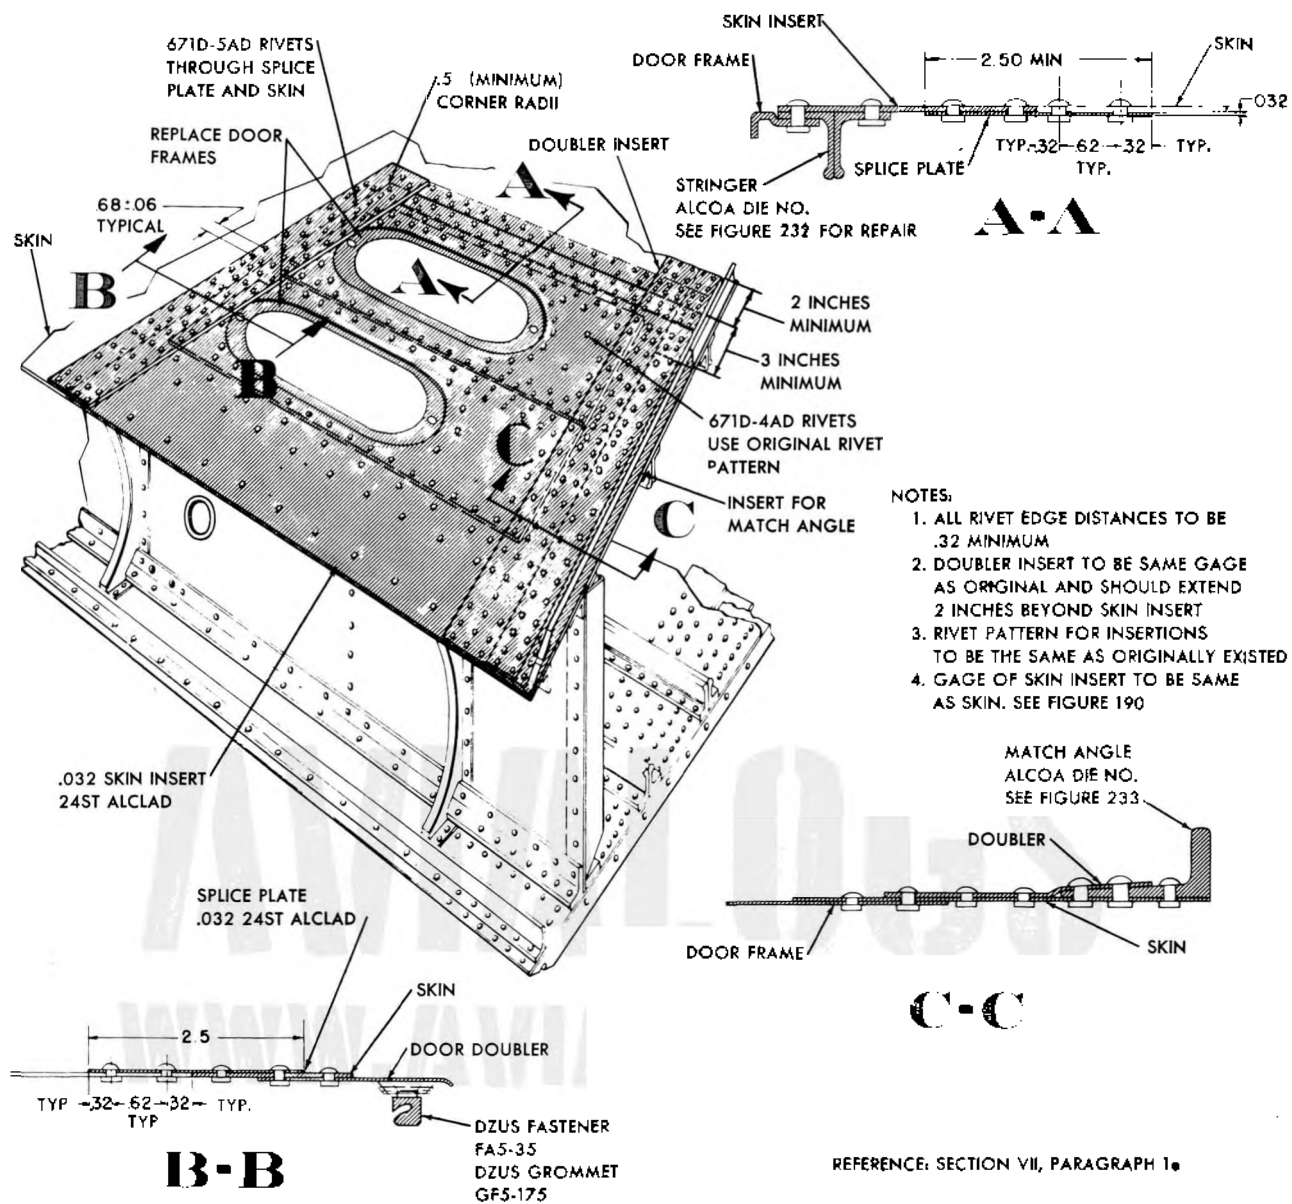 671D-5AD RIVETS
THROUGH SPLICE
PLATE AND SKIN
.5 (MINIMUM)
CORNER RADII
REPLACE DOOR
FRAMES
DOUBLER INSERT
.68±.06
TYPICAL
SKIN
B
B
A
A
C
C
2 INCHES
MINIMUM
3 INCHES
MINIMUM
671D-4AD RIVETS
USE ORIGINAL RIVET
PATTERN
INSERT FOR
MATCH ANGLE
.032 SKIN INSERT
24ST ALCLAD
SKIN INSERT
DOOR FRAME
2.50 MIN
SKIN
.032
TYP. .32 .62 .32 TYP.
TYP.
SPLICE PLATE
STRINGER
ALCOA DIE NO.
SEE FIGURE 232 FOR REPAIR
A-A
NOTES:
1. ALL RIVET EDGE DISTANCES TO BE
.32 MINIMUM
2. DOUBLER INSERT TO BE SAME GAGE
AS ORIGINAL AND SHOULD EXTEND
2 INCHES BEYOND SKIN INSERT
3. RIVET PATTERN FOR INSERTIONS
TO BE THE SAME AS ORIGINALLY EXISTED
4. GAGE OF SKIN INSERT TO BE SAME
AS SKIN. SEE FIGURE 190
MATCH ANGLE
ALCOA DIE NO.
SEE FIGURE 233
DOUBLER
DOOR FRAME
SKIN
C-C
SPLICE PLATE
.032 24ST ALCLAD
SKIN
2.5
DOOR DOUBLER
TYP .32 .62 .32 TYP.
TYP
DZUS FASTENER
FA5-35
DZUS GROMMET
GF5-175
B-B
REFERENCE: SECTION VII, PARAGRAPH 1e